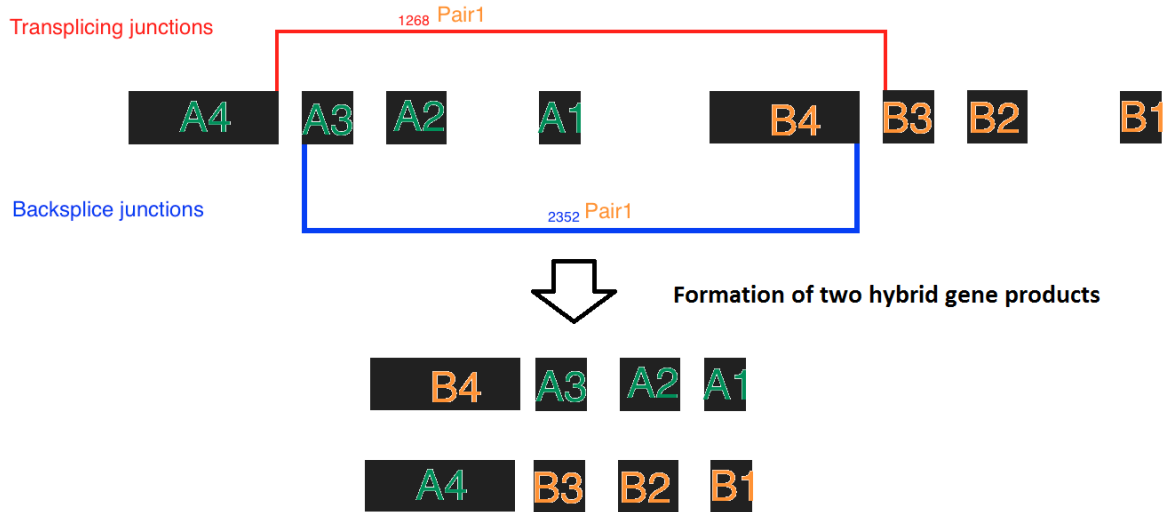 1268 Pair1
Transplicing junctions
A4 A3 A2 A1 B4 B3 B2 B1
Backsplice junctions
2352 Pair1
Formation of two hybrid gene products
B4 A3 A2 A1
A4 B3 B2 B1